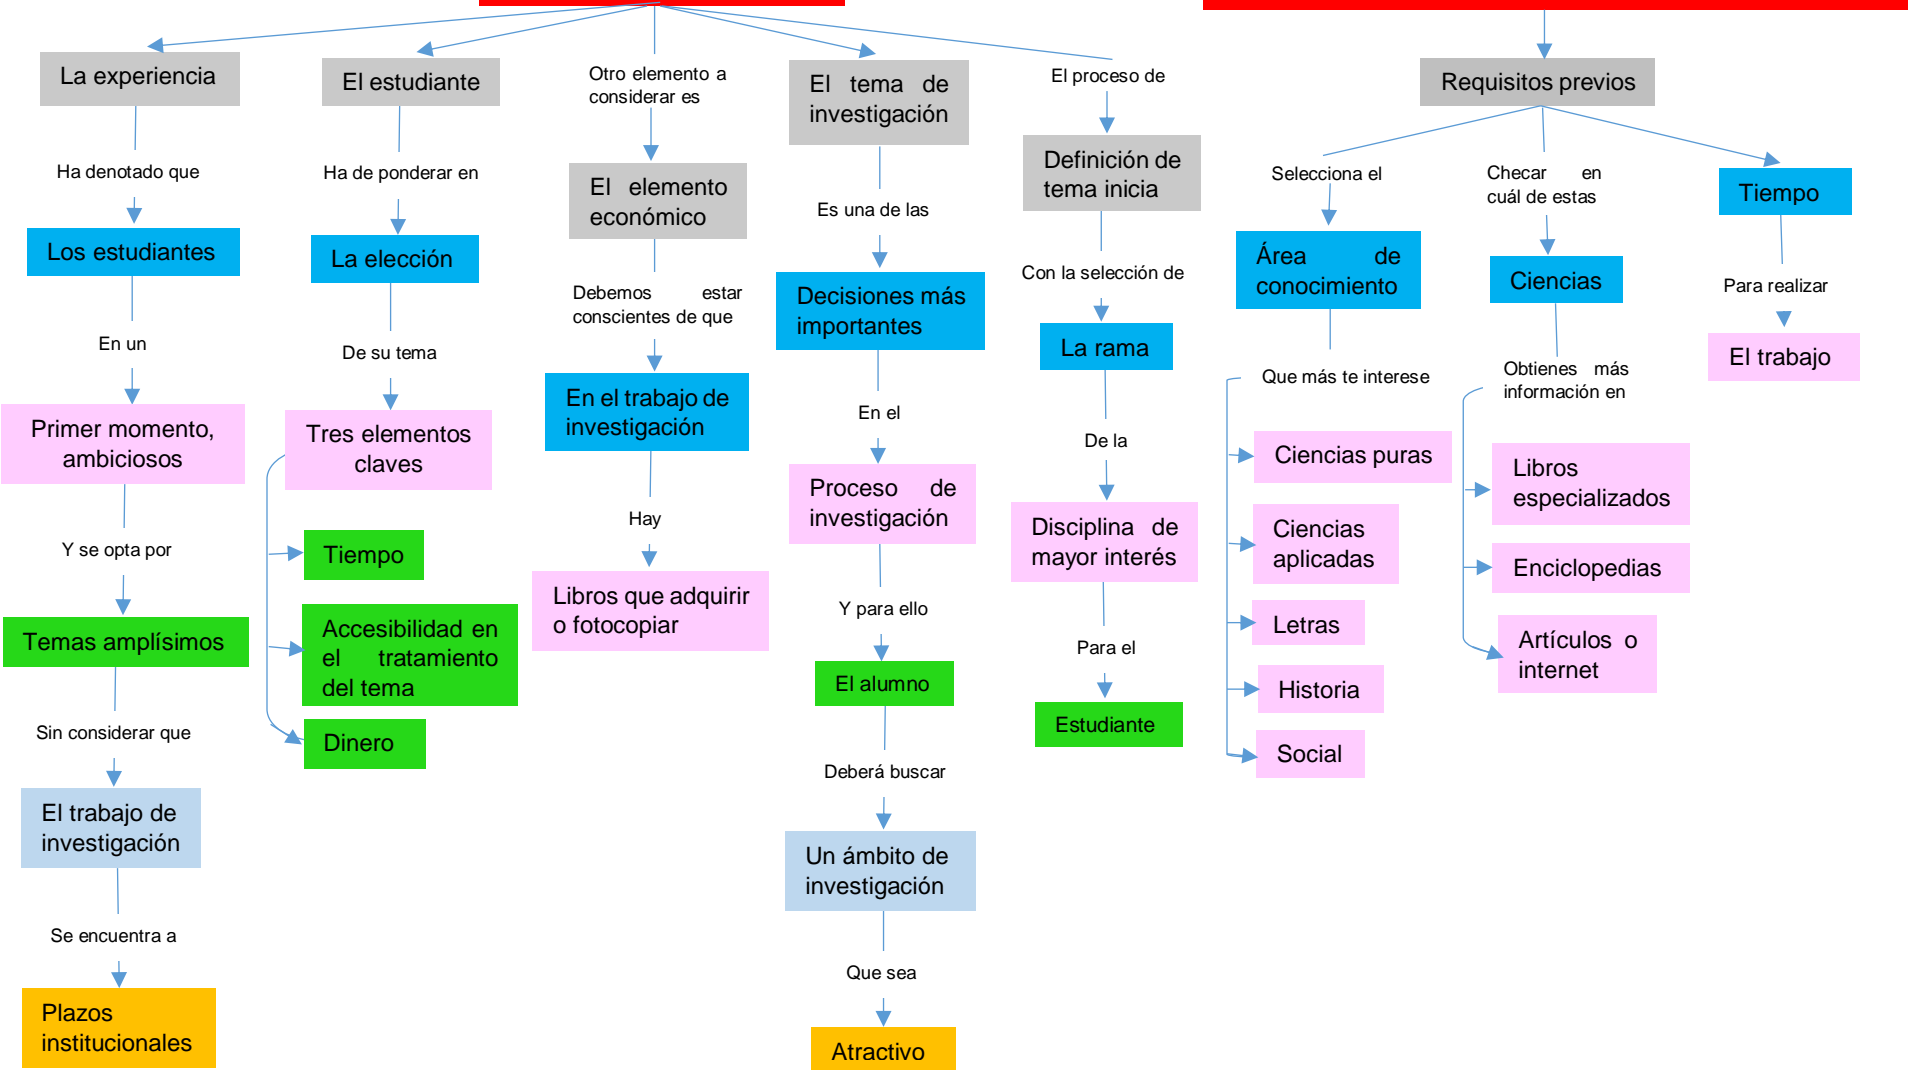 La experiencia
Ha denotado que
Los estudiantes
En un
Primer momento,
ambiciosos
Y se opta por
Temas amplísimos
Sin considerar que
El trabajo de
investigación
Se encuentra a
Plazos
institucionales
El estudiante
Ha de ponderar en
La elección
De su tema
Tres elementos
claves
Tiempo
Accesibilidad en
el tratamiento
del tema
Dinero
Otro elemento a
considerar es
El elemento
económico
Debemos estar
conscientes de que
En el trabajo de
investigación
Hay
Libros que adquirir
o fotocopiar
El tema de
investigación
Es una de las
Decisiones más
importantes
En el
Proceso de
investigación
Y para ello
El alumno
Deberá buscar
Un ámbito de
investigación
Que sea
Atractivo
El proceso de
Definición de
tema inicia
Con la selección de
La rama
De la
Disciplina de
mayor interés
Para el
Estudiante
Requisitos previos
Selecciona el
Área de
conocimiento
Que más te interese
Ciencias puras
Ciencias
aplicadas
Letras
Historia
Social
Checar en
cuál de estas
Ciencias
Obtienes más
información en
Libros
especializados
Enciclopedias
Artículos o
internet
Tiempo
Para realizar
El trabajo